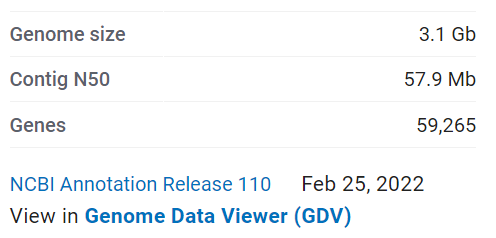 Genome size 3.1 Gb
Contig N50 57.9 Mb
Genes 59,265
NCBI Annotation Release 110 Feb 25, 2022
View in Genome Data Viewer (GDV)